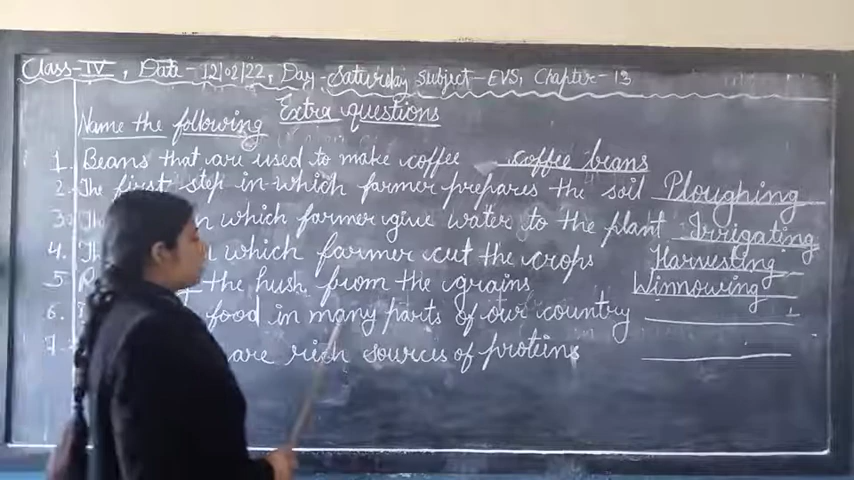 Class-IV, Date-12/02/22, Day-Saturday subject-EVS, Chapter-13
Extra questions
Name the following
1. Beans that are used to make coffee coffee beans
2. The first step in which farmer prepares the soil Ploughing
3. in which farmer give water to the plant Irrigating
4. which farmer cut the crops Harvesting
5 the husk from the grains Winnowing
6. food in many parts of our country
7. are rich sources of proteins